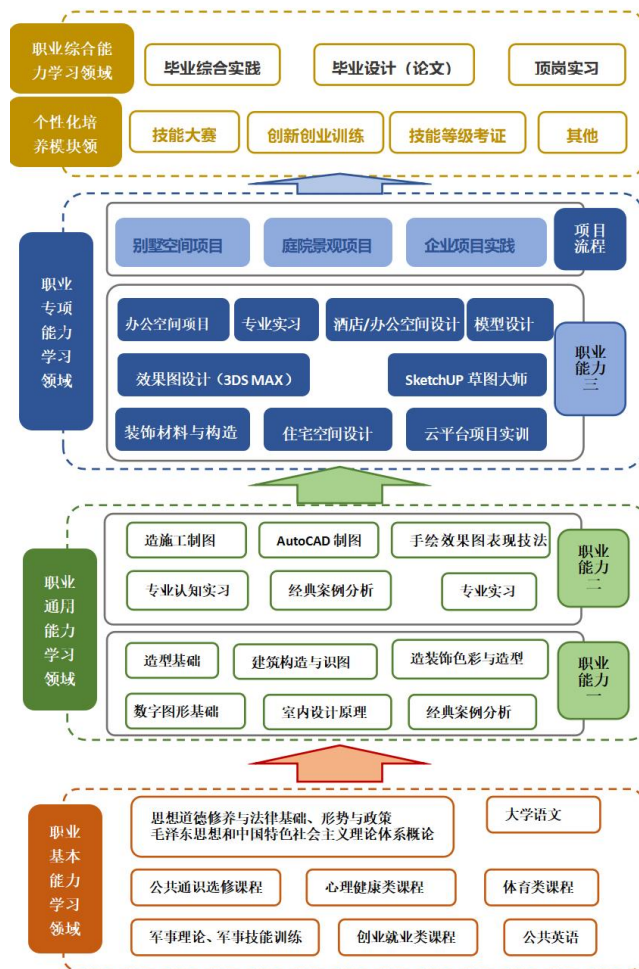 职业综合能
力学习领域
毕业综合实践
毕业设计（论文）
顶岗实习
个性化培
养模块领
技能大赛
创新创业训练
技能等级考证
其他
职业
专项
能力
学习
领域
别墅空间项目
庭院景观项目
企业项目实践
项目
流程
办公空间项目
专业实习
酒店/办公空间设计
模型设计
效果图设计（3DS MAX）
SketchUP 草图大师
装饰材料与构造
住宅空间设计
云平台项目实训
职业
能力
三
职业
通用
能力
学习
领域
造施工制图
AutoCAD 制图
手绘效果图表现技法
专业认知实习
经典案例分析
专业实习
职业
能力
二
造型基础
建筑构造与识图
造装饰色彩与造型
数字图形基础
室内设计原理
经典案例分析
职业
能力
一
职业
基本
能力
学习
领域
思想道德修养与法律基础、形势与政策
毛泽东思想和中国特色社会主义理论体系概论
大学语文
公共通识选修课程
心理健康类课程
体育类课程
军事理论、军事技能训练
创业就业类课程
公共英语